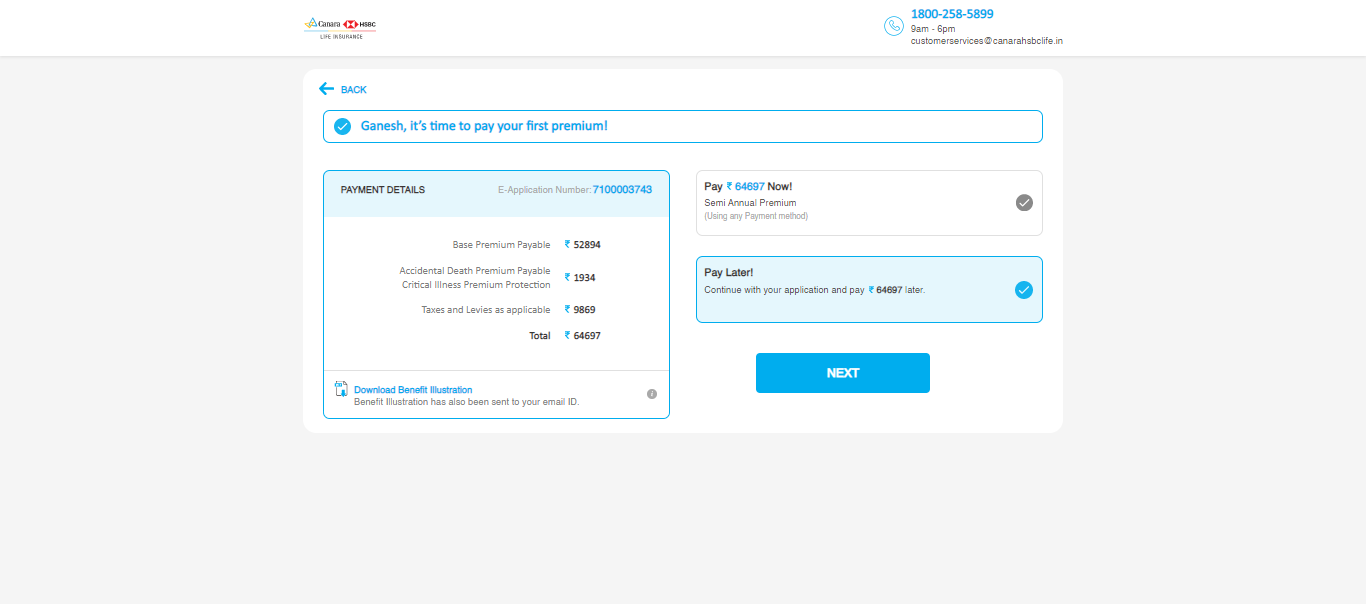 Canara HSBC
LIFE INSURANCE
1800-258-5899
9am - 6pm
customerservices@canarahsbclife.in
BACK
Ganesh, it's time to pay your first premium!
PAYMENT DETAILS
E-Application Number: 7100003743
Base Premium Payable ₹ 52894
Accidental Death Premium Payable
Critical Illness Premium Protection ₹ 1934
Taxes and Levies as applicable ₹ 9869
Total ₹ 64697
Download Benefit Illustration
Benefit Illustration has also been sent to your email ID.
Pay ₹ 64697 Now!
Semi Annual Premium
(Using any Payment method)
Pay Later!
Continue with your application and pay ₹ 64697 later.
NEXT